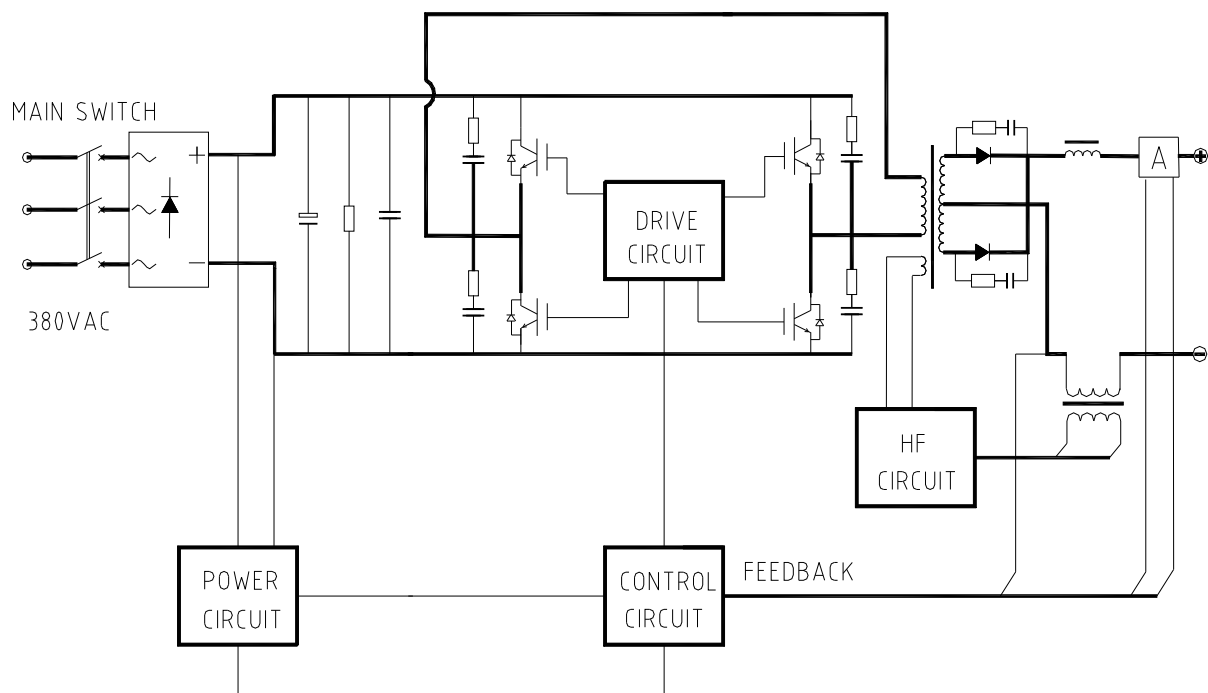 MAIN SWITCH
380VAC
+
−
DRIVE
CIRCUIT
A
+
−
HF
CIRCUIT
POWER
CIRCUIT
CONTROL
CIRCUIT
FEEDBACK